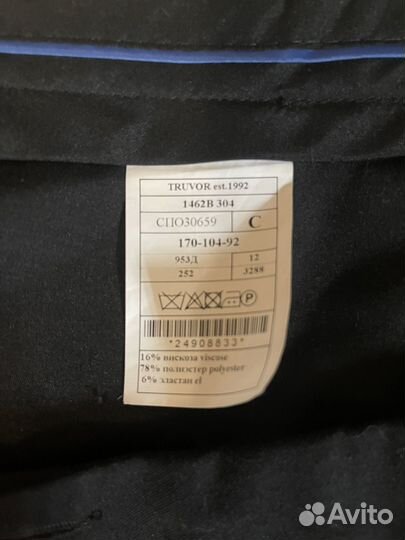 TRUVOR est.1992
1462В 304
СПО30659 С
170-104-92
953Д 12
252 3288
*24908833*
16% вискоза viscose
78% полиэстер polyester
6% эластан el
Avito